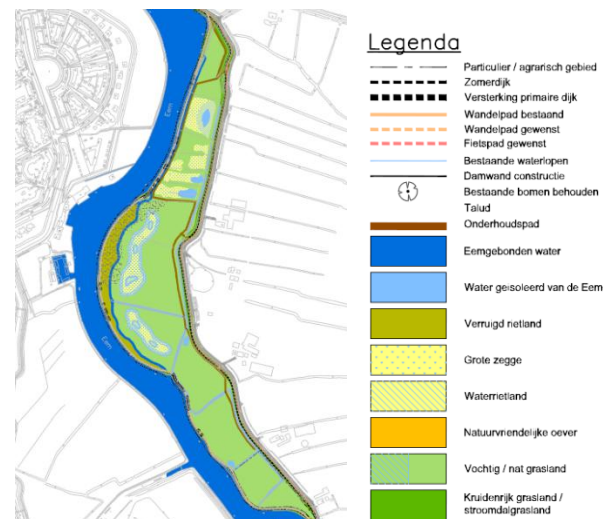 Eem
Eem
Legenda
Particulier / agrarisch gebied
Zomerdijk
Versterking primaire dijk
Wandelpad bestaand
Wandelpad gewenst
Fietspad gewenst
Bestaande waterlopen
Damwand constructie
Bestaande bomen behouden
Talud
Onderhoudspad
Eemgebonden water
Water geïsoleerd van de Eem
Verruigd rietland
Grote zegge
Waterrietland
Natuurvriendelijke oever
Vochtig / nat grasland
Kruidenrijk grasland /
stroomdalgrasland